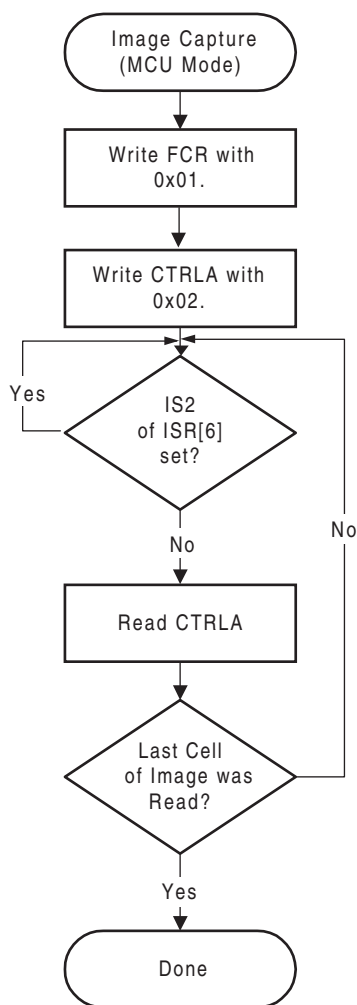 Image Capture
(MCU Mode)
Write FCR with
0x01.
Write CTRLA with
0x02.
Yes
IS2
of ISR[6]
set?
No
No
Read CTRLA
Last Cell
of Image was
Read?
Yes
Done